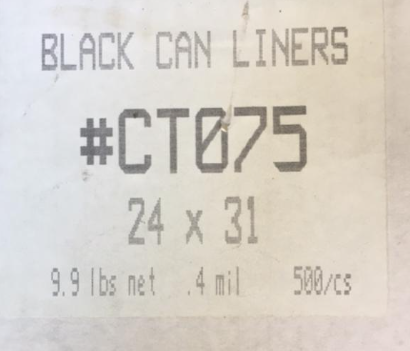 BLACK CAN LINERS
#CT075
24 x 31
9.9 lbs net .4 mil 500/cs